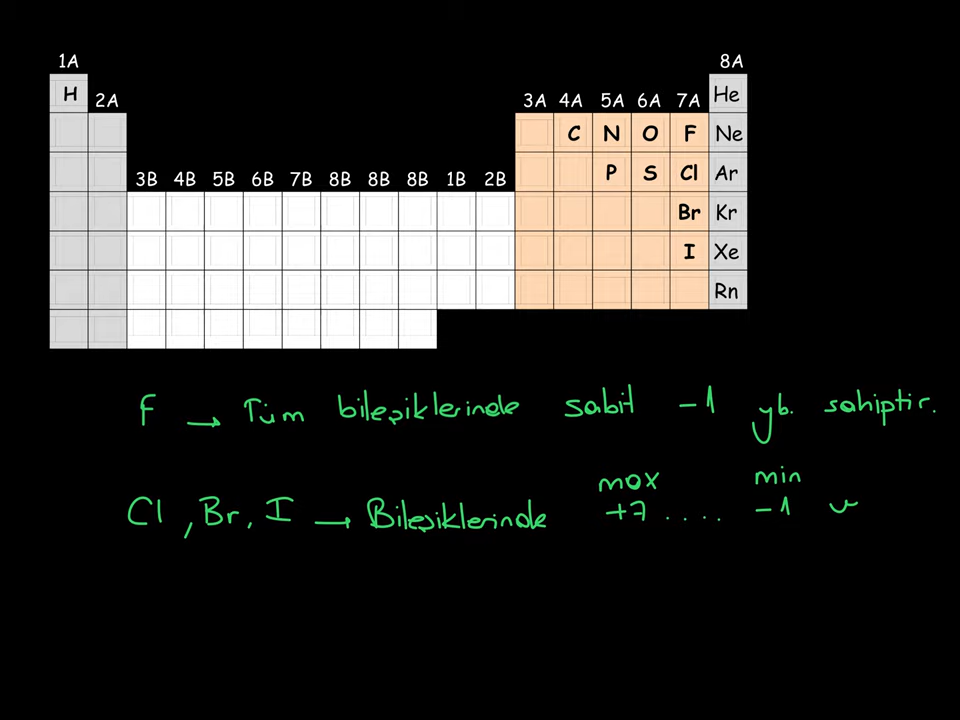 1A 8A
H 2A 3A 4A 5A 6A 7A He
C N O F Ne
3B 4B 5B 6B 7B 8B 8B 8B 1B 2B P S Cl Ar
Br Kr
I Xe
Rn
F → Tüm bileşiklerinde sabit -1 yb. sahiptir.
max min
Cl, Br, I → Bileşiklerinde +7 .... -1